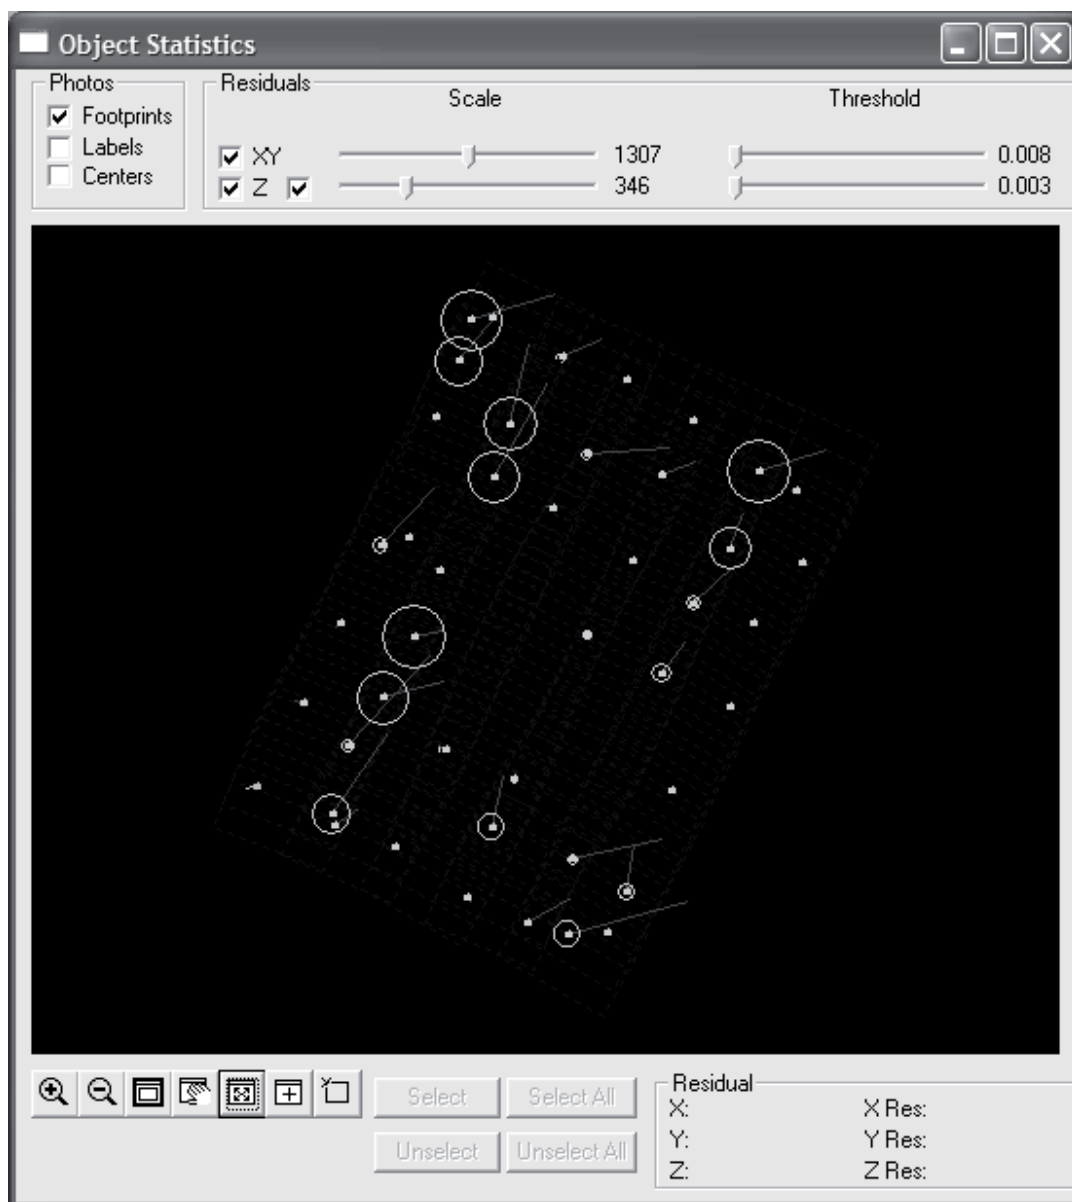 Object Statistics
Photos
Footprints
Labels
Centers
Residuals
Scale
Threshold
XY
1307
0.008
Z
346
0.003
Select
Select All
Unselect
Unselect All
Residual
X:
X Res:
Y:
Y Res:
Z:
Z Res: